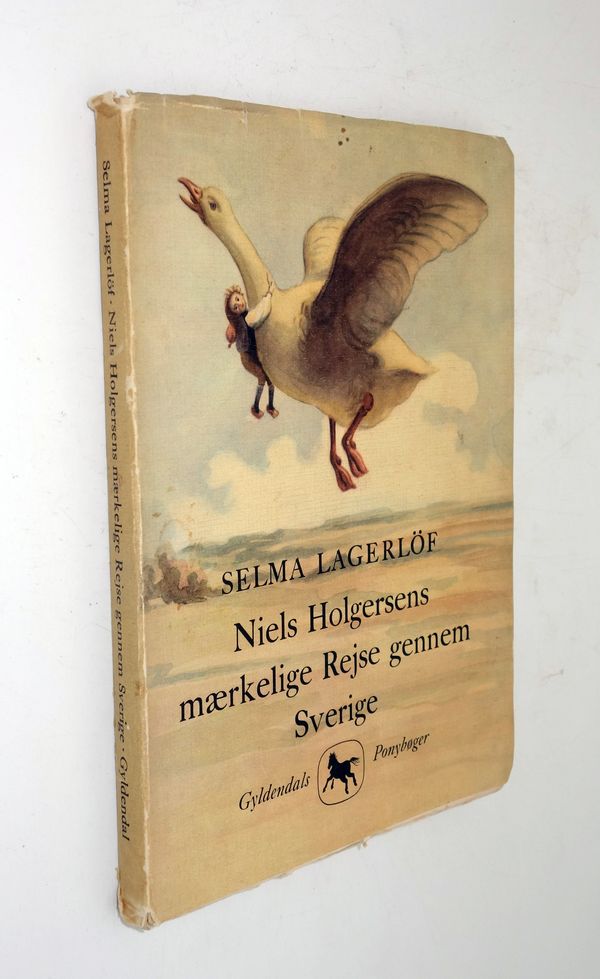 Selma Lagerlöf · Niels Holgersens mærkelige Rejse gennem Sverige · Gyldendal
SELMA LAGERLÖF
Niels Holgersens
mærkelige Rejse gennem
Sverige
Gyldendals Ponybøger